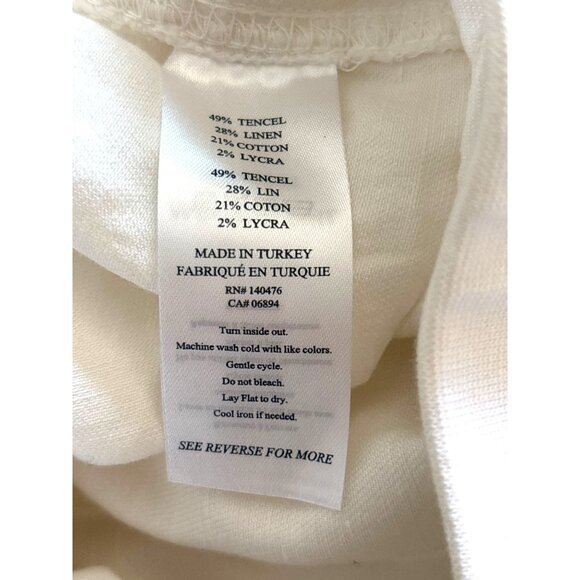 49% TENCEL
28% LINEN
21% COTTON
2% LYCRA
49% TENCEL
28% LIN
21% COTON
2% LYCRA
MADE IN TURKEY
FABRIQUÉ EN TURQUIE
RN# 140476
CA# 06894
Turn inside out.
Machine wash cold with like colors.
Gentle cycle.
Do not bleach.
Lay Flat to dry.
Cool iron if needed.
SEE REVERSE FOR MORE